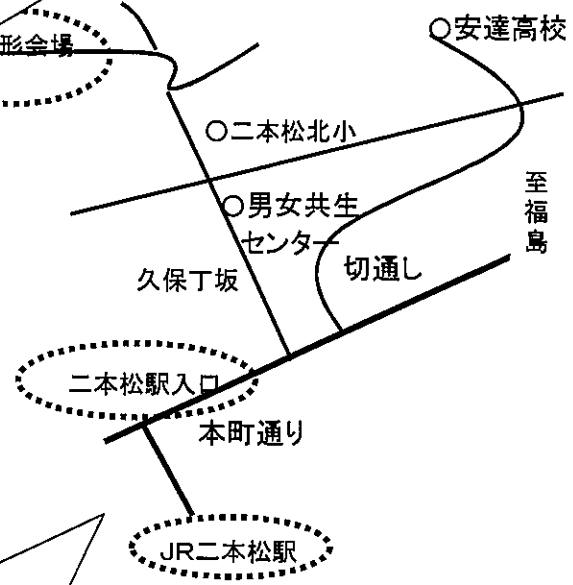 安達高校
形会場
二本松北小
至福島
男女共生
センター
切通し
久保丁坂
二本松駅入口
本町通り
JR二本松駅